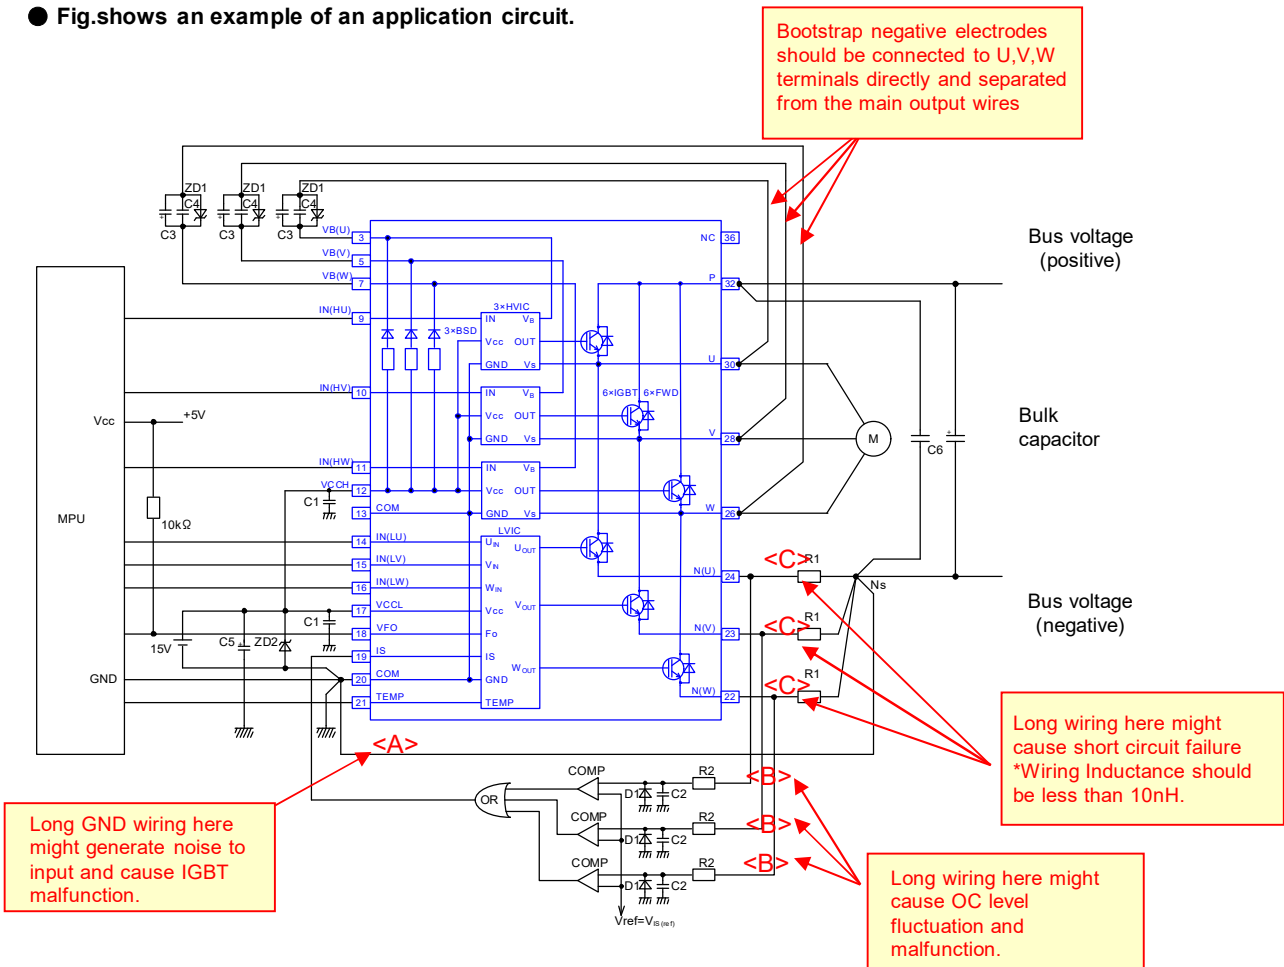 ● Fig.shows an example of an application circuit.
Bootstrap negative electrodes
should be connected to U,V,W
terminals directly and separated
from the main output wires
ZD1
ZD1
ZD1
C4
C4
C4
+
+
+
C3
C3
C3
VB(U)
3
VB(V)
5
VB(W)
7
NC
36
P
32
Bus voltage
(positive)
IN(HU)
9
3×HVIC
IN
VB
3×BSD
Vcc
OUT
GND
Vs
U
30
IN(HV)
10
IN
VB
6×IGBT
6×FWD
Vcc
OUT
GND
Vs
V
28
M
C6
+
Bulk
capacitor
Vcc
+5V
IN(HW)
11
IN
VB
VCCH
12
Vcc
OUT
C1
COM
13
GND
Vs
W
26
MPU
10kΩ
LVIC
14
IN(LU)
UIN
UOUT
15
IN(LV)
VIN
16
IN(LW)
WIN
N(U)
24
<C>
R1
Ns
17
VCCL
Vcc
VOUT
C1
18
VFO
Fo
N(V)
23
<C>
R1
Bus voltage
(negative)
15V
C5
+
ZD2
19
IS
IS
WOUT
GND
20
COM
GND
N(W)
22
<C>
R1
21
TEMP
TEMP
<A>
Long wiring here might
cause short circuit failure
*Wiring Inductance should
be less than 10nH.
COMP
D1
C2
R2
<B>
OR
COMP
D1
C2
R2
<B>
COMP
D1
C2
R2
<B>
Vref=VIS(ref)
Long GND wiring here
might generate noise to
input and cause IGBT
malfunction.
Long wiring here might
cause OC level
fluctuation and
malfunction.